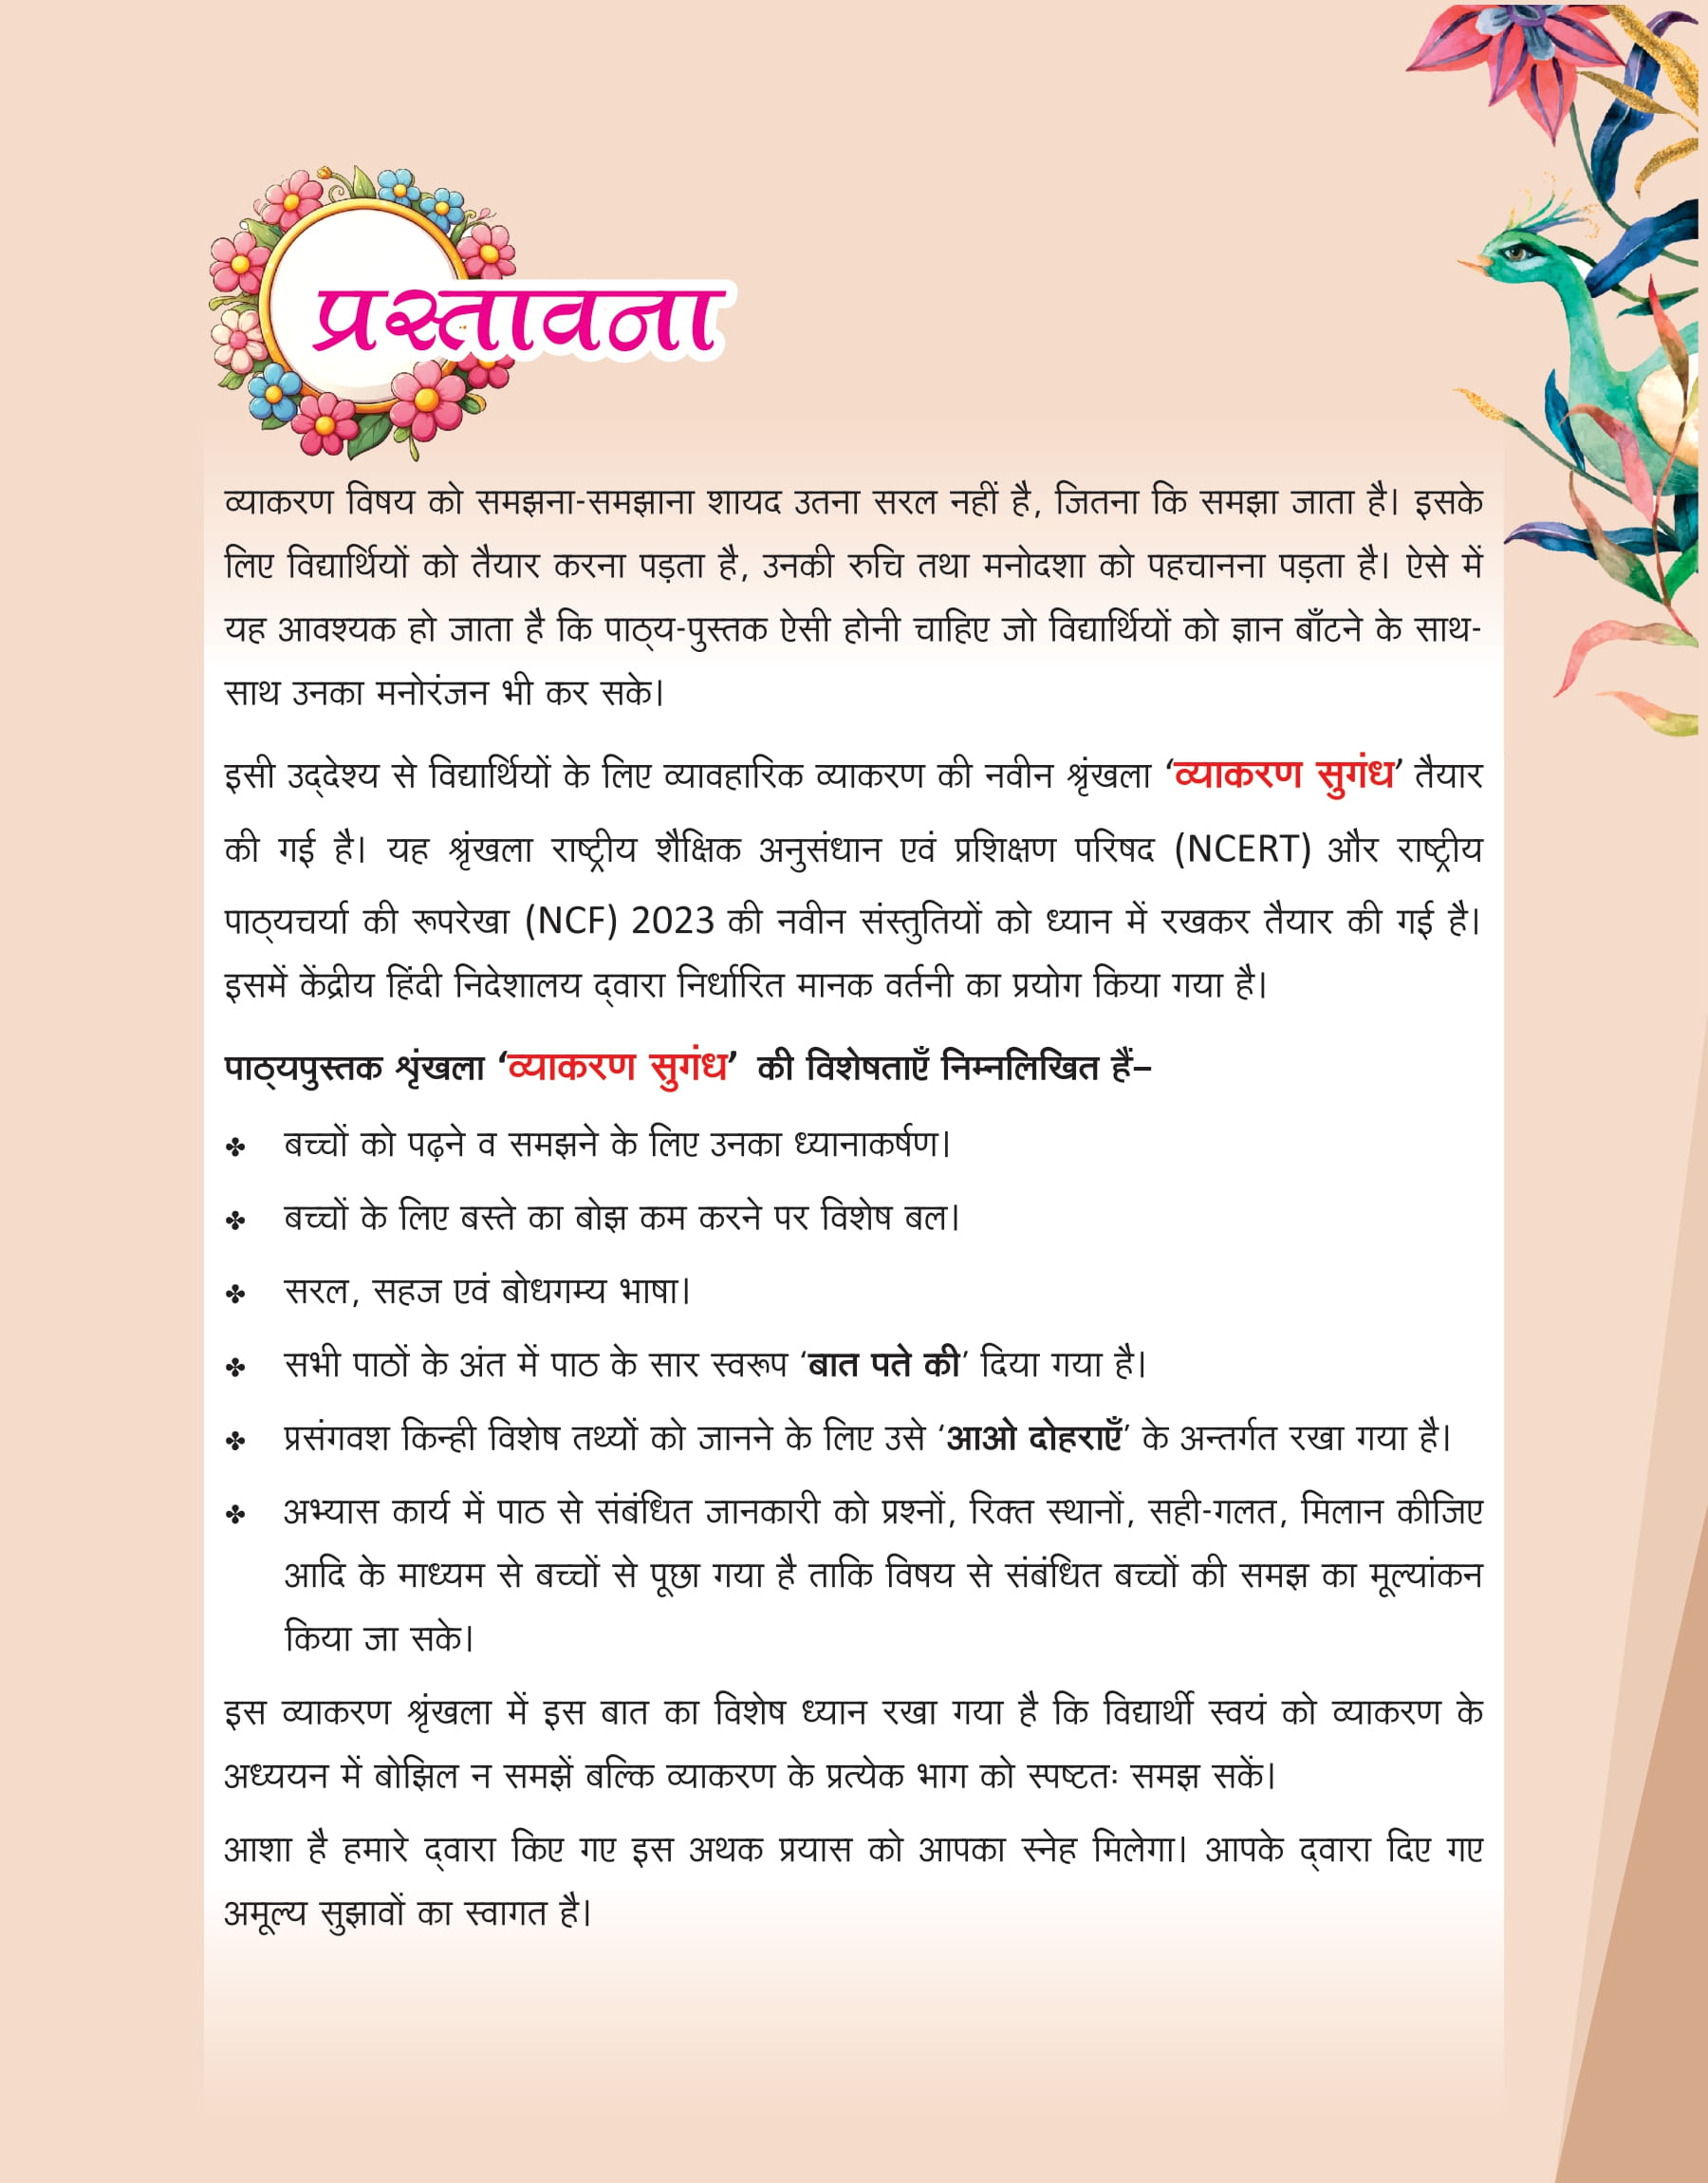 प्रस्तावना
व्याकरण विषय को समझना-समझाना शायद उतना सरल नहीं है, जितना कि समझा जाता है। इसके
लिए विद्यार्थियों को तैयार करना पड़ता है, उनकी रुचि तथा मनोदशा को पहचानना पड़ता है। ऐसे में
यह आवश्यक हो जाता है कि पाठ्य-पुस्तक ऐसी होनी चाहिए जो विद्यार्थियों को ज्ञान बाँटने के साथ-
साथ उनका मनोरंजन भी कर सके।
इसी उद्‌देश्य से विद्यार्थियों के लिए व्यावहारिक व्याकरण की नवीन श्रृंखला ‘व्याकरण सुगंध’ तैयार
की गई है। यह श्रृंखला राष्ट्रीय शैक्षिक अनुसंधान एवं प्रशिक्षण परिषद (NCERT) और राष्ट्रीय
पाठ्यचर्या की रूपरेखा (NCF) 2023 की नवीन संस्तुतियों को ध्यान में रखकर तैयार की गई है।
इसमें केंद्रीय हिंदी निदेशालय द्‌वारा निर्धारित मानक वर्तनी का प्रयोग किया गया है।
पाठ्यपुस्तक शृंखला ‘व्याकरण सुगंध’ की विशेषताएँ निम्नलिखित हैं–
✤ बच्चों को पढ़ने व समझने के लिए उनका ध्यानाकर्षण।
✤ बच्चों के लिए बस्ते का बोझ कम करने पर विशेष बल।
✤ सरल, सहज एवं बोधगम्य भाषा।
✤ सभी पाठों के अंत में पाठ के सार स्वरूप ‘बात पते की’ दिया गया है।
✤ प्रसंगवश किन्ही विशेष तथ्यों को जानने के लिए उसे ‘आओ दोहराएँ’ के अन्तर्गत रखा गया है।
✤ अभ्यास कार्य में पाठ से संबंधित जानकारी को प्रश्नों, रिक्त स्थानों, सही-गलत, मिलान कीजिए
आदि के माध्यम से बच्चों से पूछा गया है ताकि विषय से संबंधित बच्चों की समझ का मूल्यांकन
किया जा सके।
इस व्याकरण श्रृंखला में इस बात का विशेष ध्यान रखा गया है कि विद्यार्थी स्वयं को व्याकरण के
अध्ययन में बोझिल न समझें बल्कि व्याकरण के प्रत्येक भाग को स्पष्टतः समझ सकें।
आशा है हमारे द्‌वारा किए गए इस अथक प्रयास को आपका स्नेह मिलेगा। आपके द्‌वारा दिए गए
अमूल्य सुझावों का स्वागत है।